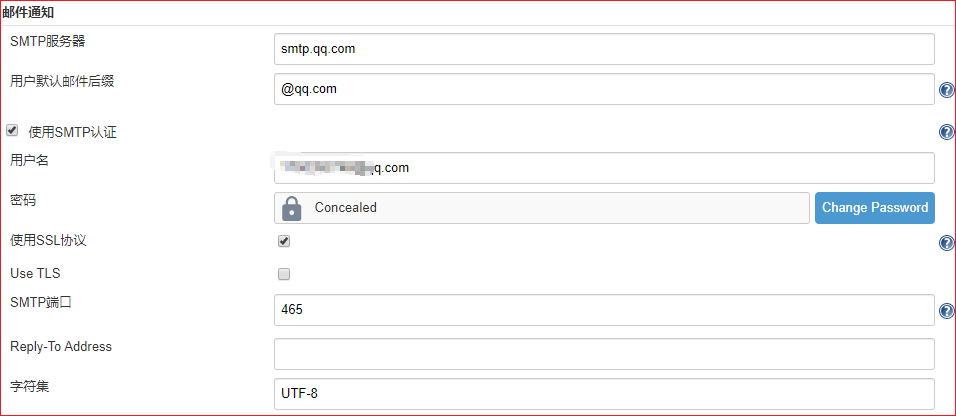 邮件通知
SMTP服务器 smtp.qq.com
用户默认邮件后缀 @qq.com
使用SMTP认证
用户名 q.com
密码 Concealed Change Password
使用SSL协议
Use TLS
SMTP端口 465
Reply-To Address
字符集 UTF-8